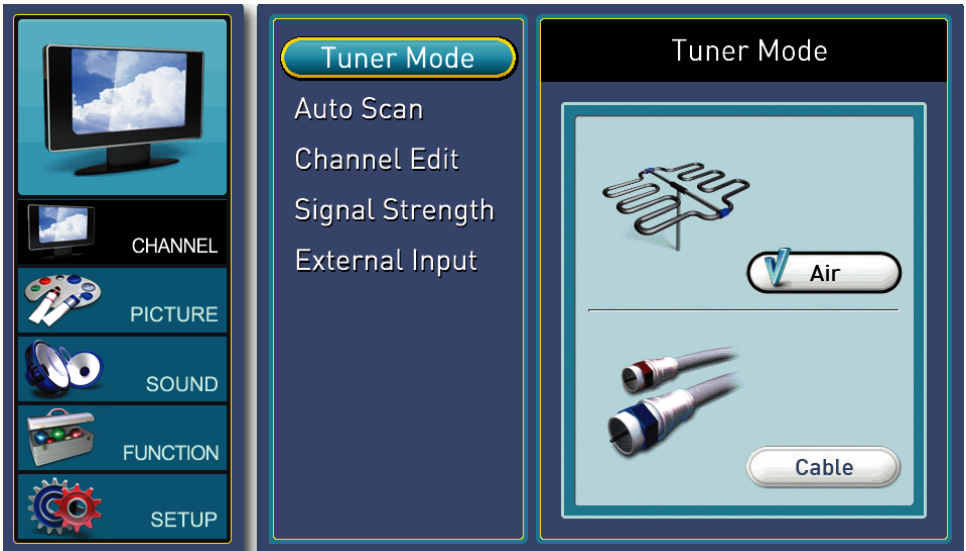 CHANNEL
PICTURE
SOUND
FUNCTION
SETUP
Tuner Mode
Auto Scan
Channel Edit
Signal Strength
External Input
Tuner Mode
Air
Cable